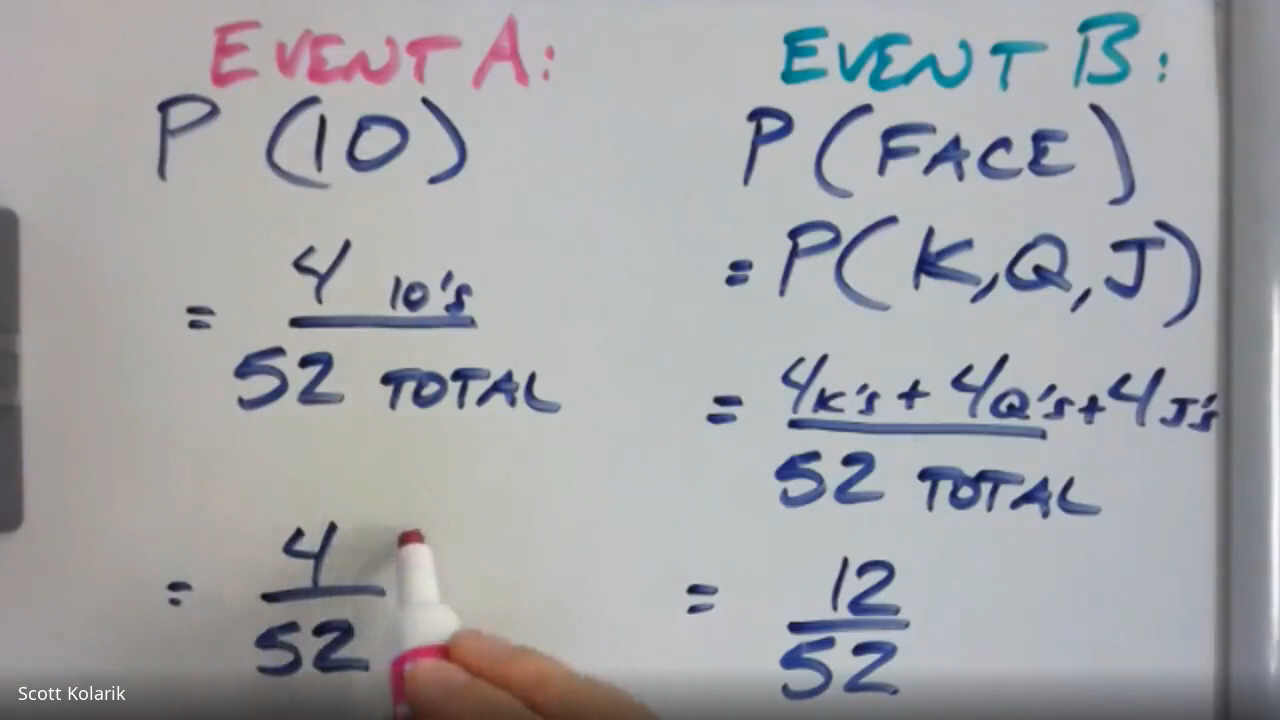 EVENT A:
P (10)
= 4 10's
52 TOTAL
= 4
52
EVENT B:
P (FACE)
= P( K, Q, J)
= 4K's + 4Q's + 4J's
52 TOTAL
= 12
52
Scott Kolarik